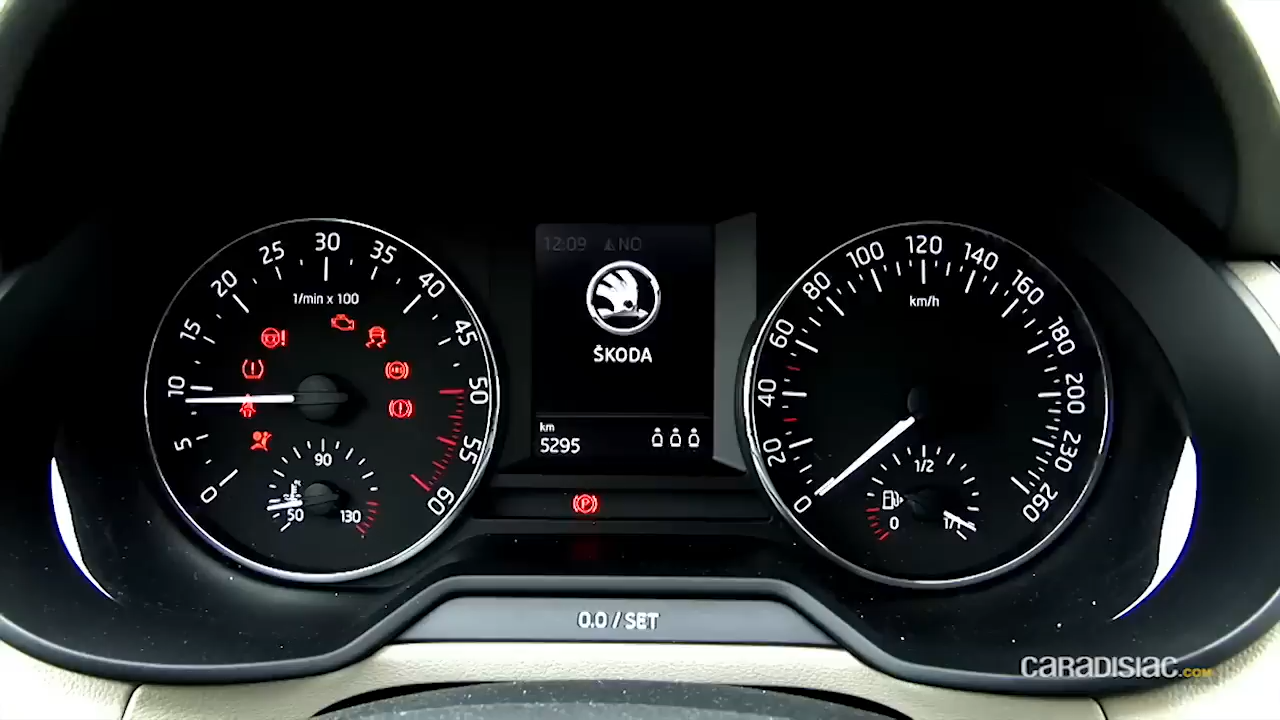 0 5 10 15 20 25 30 35 40 45 50 55 60
1/min x 100
50 90 130
12:09 NO
ŠKODA
km
5295
0 20 40 60 80 100 120 140 160 180 200 230 260
km/h
0 1/2 1/1
ABS
P
0.0 / SET
CARADISIAC.COM